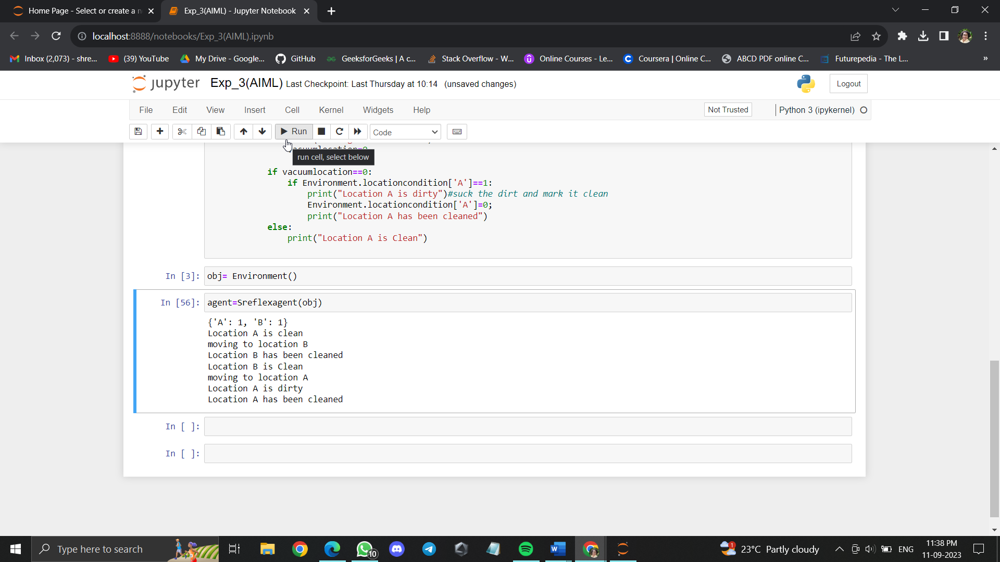 Home Page - Select or create a n
Exp_3(AIML) - Jupyter Notebook
localhost:8888/notebooks/Exp_3(AIML).ipynb
Inbox (2,073) - shre...
(39) YouTube
My Drive - Google...
GitHub
GeeksforGeeks | A c...
Stack Overflow - W...
Online Courses - Le...
Coursera | Online C...
ABCD PDF online C...
Futurepedia - The L...
»
jupyter Exp_3(AIML) Last Checkpoint: Last Thursday at 10:14 (unsaved changes)
Logout
File Edit View Insert Cell Kernel Widgets Help
Not Trusted
Python 3 (ipykernel)
Run
Code
vacuumlocation=0
run cell, select below
if vacuumlocation==0:
if Environment.locationcondition['A']==1:
print("Location A is dirty")#suck the dirt and mark it clean
Environment.locationcondition['A']=0;
print("Location A has been cleaned")
else:
print("Location A is Clean")
In [3]: obj= Environment()
In [56]: agent=Sreflexagent(obj)
{'A': 1, 'B': 1}
Location A is clean
moving to location B
Location B has been cleaned
Location B is Clean
moving to location A
Location A is dirty
Location A has been cleaned
In [ ]:
In [ ]:
Type here to search
10
1
23°C Partly cloudy
ENG
11:38 PM
11-09-2023